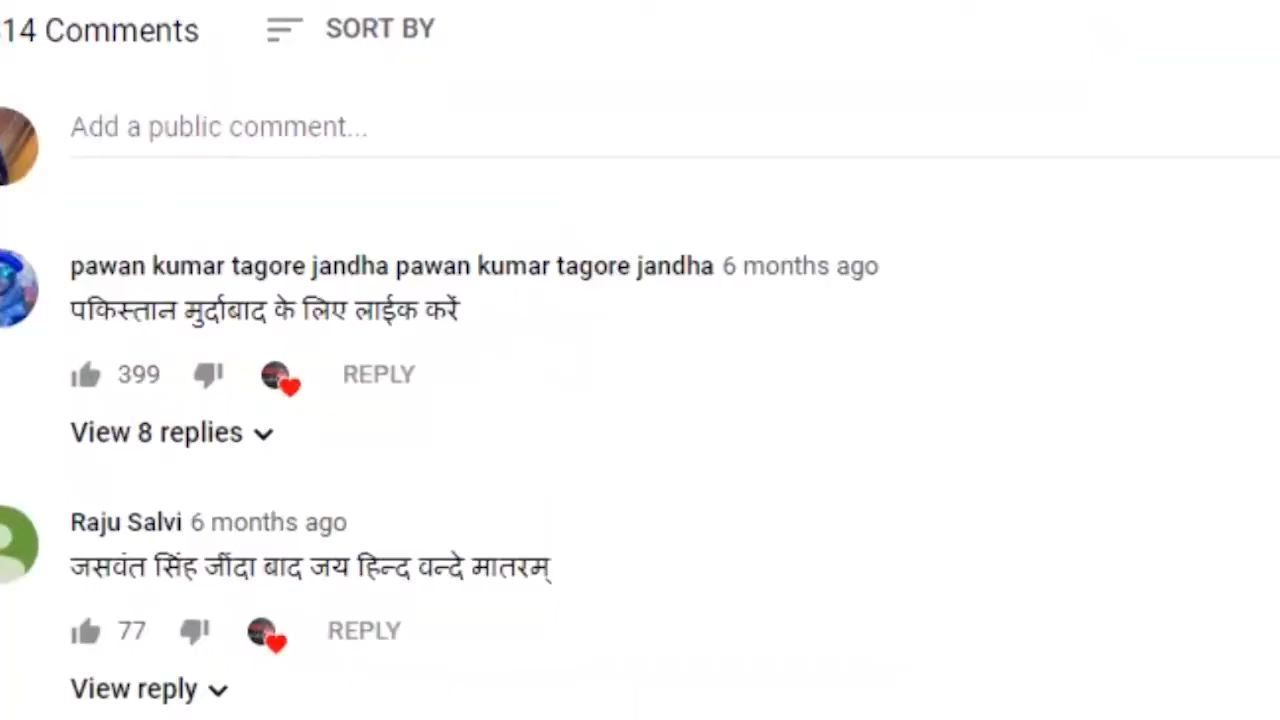 14 Comments SORT BY
Add a public comment...
pawan kumar tagore jandha pawan kumar tagore jandha 6 months ago
पकिस्तान मुर्दाबाद के लिए लाईक करें
399 REPLY
View 8 replies
Raju Salvi 6 months ago
जसवंत सिंह जींदा बाद जय हिन्द वन्दे मातरम्
77 REPLY
View reply